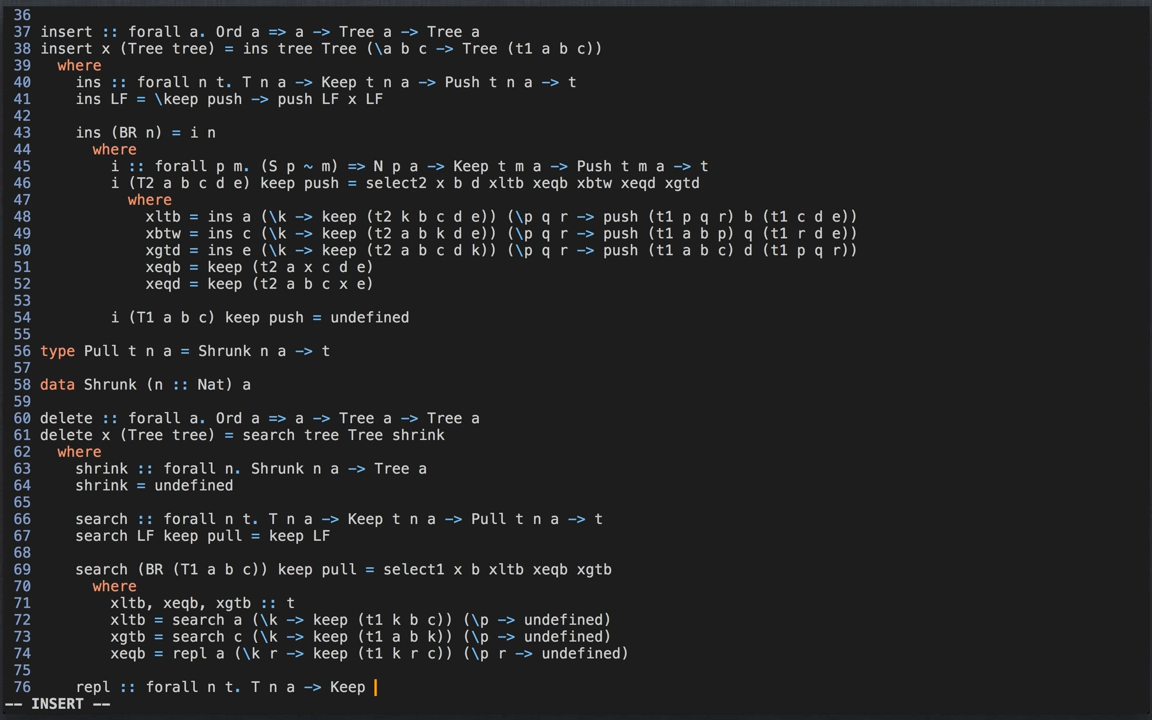 36
37 insert :: forall a. Ord a => a -> Tree a -> Tree a
38 insert x (Tree tree) = ins tree Tree (\a b c -> Tree (t1 a b c))
39   where
40     ins :: forall n t. T n a -> Keep t n a -> Push t n a -> t
41     ins LF = \keep push -> push LF x LF
42
43     ins (BR n) = i n
44       where
45         i :: forall p m. (S p ~ m) => N p a -> Keep t m a -> Push t m a -> t
46         i (T2 a b c d e) keep push = select2 x b d xltb xeqb xbtw xeqd xgtd
47           where
48             xltb = ins a (\k -> keep (t2 k b c d e)) (\p q r -> push (t1 p q r) b (t1 c d e))
49             xbtw = ins c (\k -> keep (t2 a b k d e)) (\p q r -> push (t1 a b p) q (t1 r d e))
50             xgtd = ins e (\k -> keep (t2 a b c d k)) (\p q r -> push (t1 a b c) d (t1 p q r))
51             xeqb = keep (t2 a x c d e)
52             xeqd = keep (t2 a b c x e)
53
54         i (T1 a b c) keep push = undefined
55
56 type Pull t n a = Shrunk n a -> t
57
58 data Shrunk (n :: Nat) a
59
60 delete :: forall a. Ord a => a -> Tree a -> Tree a
61 delete x (Tree tree) = search tree Tree shrink
62   where
63     shrink :: forall n. Shrunk n a -> Tree a
64     shrink = undefined
65
66     search :: forall n t. T n a -> Keep t n a -> Pull t n a -> t
67     search LF keep pull = keep LF
68
69     search (BR (T1 a b c)) keep pull = select1 x b xltb xeqb xgtb
70       where
71         xltb, xeqb, xgtb :: t
72         xltb = search a (\k -> keep (t1 k b c)) (\p -> undefined)
73         xgtb = search c (\k -> keep (t1 a b k)) (\p -> undefined)
74         xeqb = repl a (\k r -> keep (t1 k r c)) (\p r -> undefined)
75
76     repl :: forall n t. T n a -> Keep
-- INSERT --